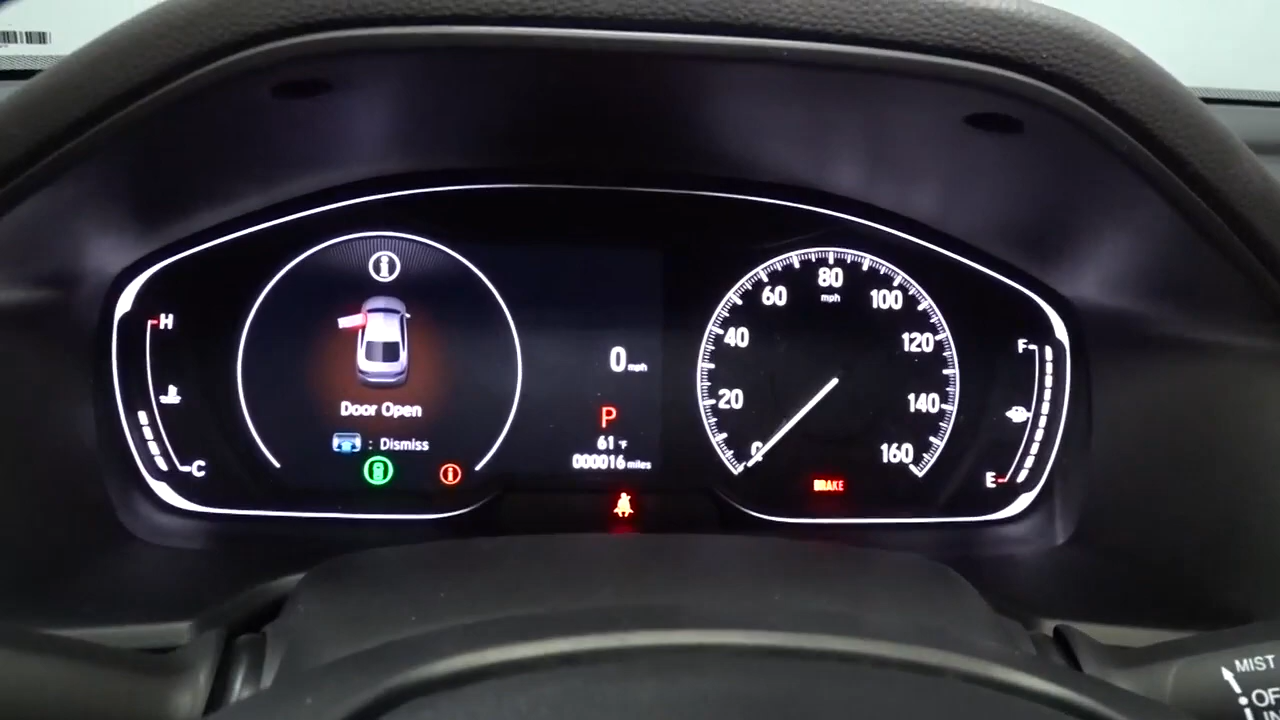 H
C
Door Open
: Dismiss
0 mph
P
61 °F
000016 miles
0
20
40
60
80
mph
100
120
140
160
BRAKE
F
E
MIST